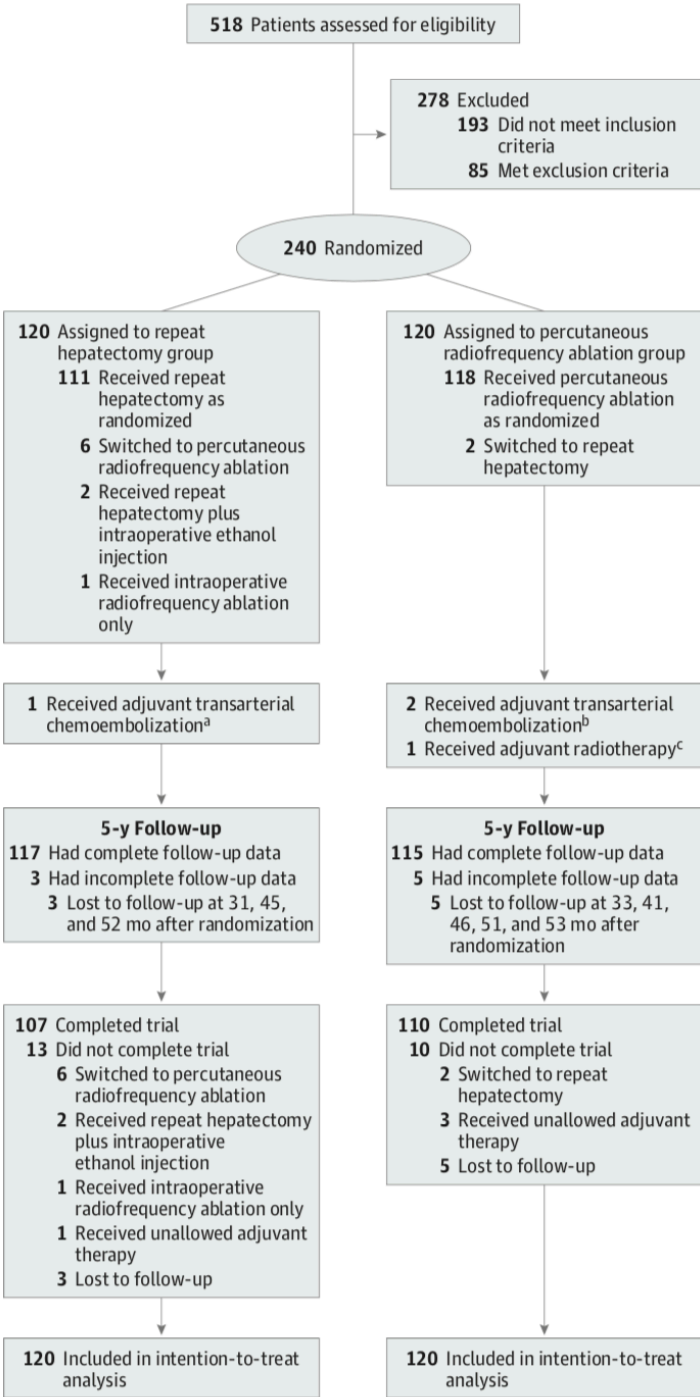 518 Patients assessed for eligibility
278 Excluded
193 Did not meet inclusion
criteria
85 Met exclusion criteria
240 Randomized
120 Assigned to repeat
hepatectomy group
111 Received repeat
hepatectomy as
randomized
6 Switched to percutaneous
radiofrequency ablation
2 Received repeat
hepatectomy plus
intraoperative ethanol
injection
1 Received intraoperative
radiofrequency ablation
only
120 Assigned to percutaneous
radiofrequency ablation group
118 Received percutaneous
radiofrequency ablation
as randomized
2 Switched to repeat
hepatectomy
1 Received adjuvant transarterial
chemoembolizationa
2 Received adjuvant transarterial
chemoembolizationb
1 Received adjuvant radiotherapyc
5-y Follow-up
117 Had complete follow-up data
3 Had incomplete follow-up data
3 Lost to follow-up at 31, 45,
and 52 mo after randomization
5-y Follow-up
115 Had complete follow-up data
5 Had incomplete follow-up data
5 Lost to follow-up at 33, 41,
46, 51, and 53 mo after
randomization
107 Completed trial
13 Did not complete trial
6 Switched to percutaneous
radiofrequency ablation
2 Received repeat hepatectomy
plus intraoperative
ethanol injection
1 Received intraoperative
radiofrequency ablation only
1 Received unallowed adjuvant
therapy
3 Lost to follow-up
110 Completed trial
10 Did not complete trial
2 Switched to repeat
hepatectomy
3 Received unallowed adjuvant
therapy
5 Lost to follow-up
120 Included in intention-to-treat
analysis
120 Included in intention-to-treat
analysis